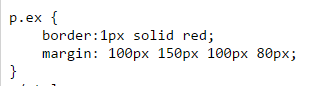 p.ex {
    border:1px solid red;
    margin: 100px 150px 100px 80px;
}